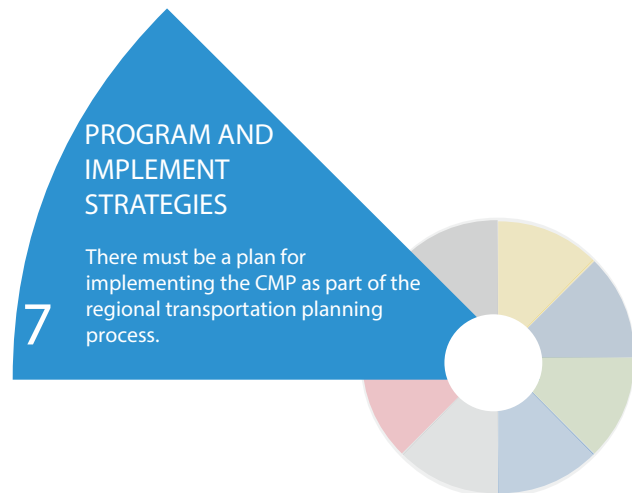 PROGRAM AND
IMPLEMENT
STRATEGIES
There must be a plan for
implementing the CMP as part of the
regional transportation planning
process.
7